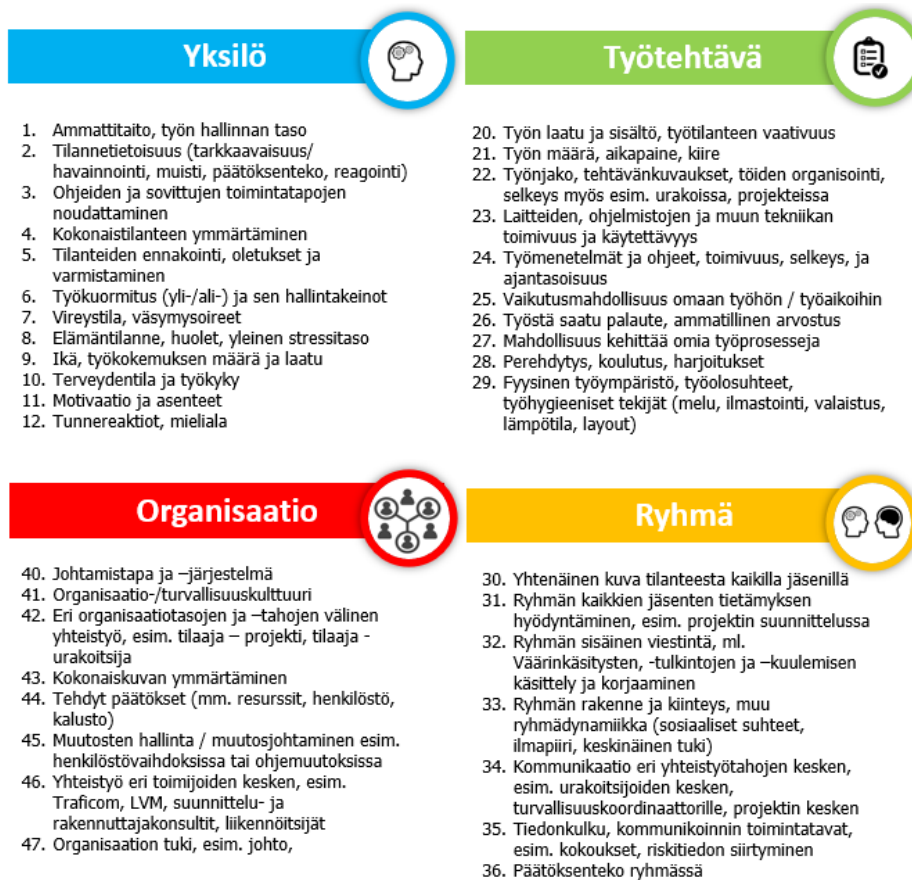 Yksilö
1. Ammattitaito, työn hallinnan taso
2. Tilannetietoisuus (tarkkaavaisuus/
havainnointi, muisti, päätöksenteko, reagointi)
3. Ohjeiden ja sovittujen toimintatapojen
noudattaminen
4. Kokonaistilanteen ymmärtäminen
5. Tilanteiden ennakointi, oletukset ja
varmistaminen
6. Työkuormitus (yli-/ali-) ja sen hallintakeinot
7. Vireystila, väsymysoireet
8. Elämäntilanne, huolet, yleinen stressitaso
9. Ikä, työkokemuksen määrä ja laatu
10. Terveydentila ja työkyky
11. Motivaatio ja asenteet
12. Tunnereaktiot, mieliala
Työtehtävä
20. Työn laatu ja sisältö, työtilanteen vaativuus
21. Työn määrä, aikapaine, kiire
22. Työnjako, tehtävänkuvaukset, töiden organisointi,
selkeys myös esim. urakoissa, projekteissa
23. Laitteiden, ohjelmistojen ja muun tekniikan
toimivuus ja käytettävyys
24. Työmenetelmät ja ohjeet, toimivuus, selkeys, ja
ajantasoisuus
25. Vaikutusmahdollisuus omaan työhön / työaikoihin
26. Työstä saatu palaute, ammatillinen arvostus
27. Mahdollisuus kehittää omia työprosesseja
28. Perehdytys, koulutus, harjoitukset
29. Fyysinen työympäristö, työolosuhteet,
työhygieeniset tekijät (melu, ilmastointi, valaistus,
lämpötila, layout)
Organisaatio
40. Johtamistapa ja –järjestelmä
41. Organisaatio-/turvallisuuskulttuuri
42. Eri organisaatiotasojen ja –tahojen välinen
yhteistyö, esim. tilaaja – projekti, tilaaja -
urakoitsija
43. Kokonaiskuvan ymmärtäminen
44. Tehdyt päätökset (mm. resurssit, henkilöstö,
kalusto)
45. Muutosten hallinta / muutosjohtaminen esim.
henkilöstövaihdoksissa tai ohjemuutoksissa
46. Yhteistyö eri toimijoiden kesken, esim.
Traficom, LVM, suunnittelu- ja
rakennuttajakonsultit, liikennöitsijät
47. Organisaation tuki, esim. johto,
Ryhmä
30. Yhtenäinen kuva tilanteesta kaikilla jäsenillä
31. Ryhmän kaikkien jäsenten tietämyksen
hyödyntäminen, esim. projektin suunnittelussa
32. Ryhmän sisäinen viestintä, ml.
Väärinkäsitysten, -tulkintojen ja –kuulemisen
käsittely ja korjaaminen
33. Ryhmän rakenne ja kiinteys, muu
ryhmädynamiikka (sosiaaliset suhteet,
ilmapiiri, keskinäinen tuki)
34. Kommunikaatio eri yhteistyötahojen kesken,
esim. urakoitsijoiden kesken,
turvallisuuskoordinaattorille, projektin kesken
35. Tiedonkulku, kommunikoinnin toimintatavat,
esim. kokoukset, riskitiedon siirtyminen
36. Päätöksenteko ryhmässä